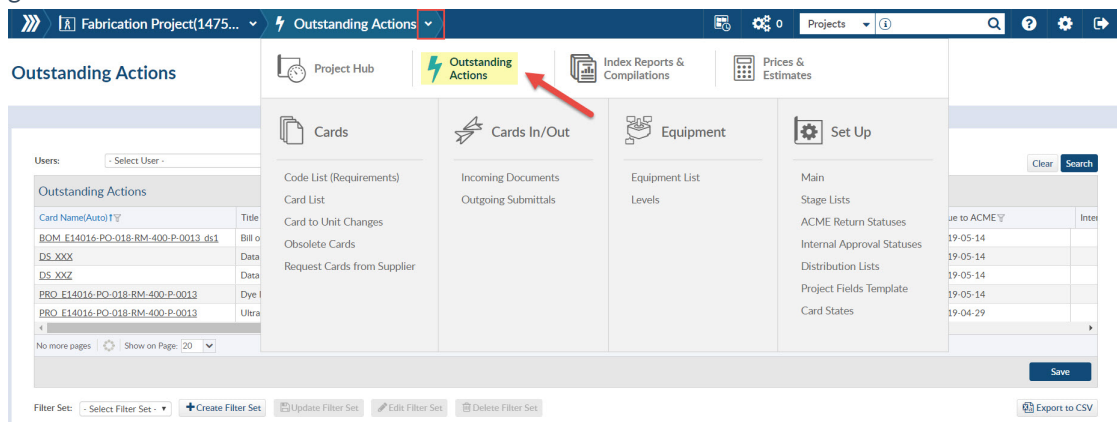 Fabrication Project(1475...
Outstanding Actions
0
Projects
Outstanding Actions
Project Hub
Outstanding
Actions
Index Reports &
Compilations
Prices &
Estimates
Cards
Cards In/Out
Equipment
Set Up
Code List (Requirements)
Card List
Card to Unit Changes
Obsolete Cards
Request Cards from Supplier
Incoming Documents
Outgoing Submittals
Equipment List
Levels
Main
Stage Lists
ACME Return Statuses
Internal Approval Statuses
Distribution Lists
Project Fields Template
Card States
Users: - Select User -
Clear Search
Outstanding Actions
Card Name(Auto) Title ue to ACME Inter
BOM_E14016-PO-018-RM-400-P-0013_ds1 Bill o 19-05-14
DS_XXX Data 19-05-14
DS_XXZ Data 19-05-14
PRO_E14016-PO-018-RM-400-P-0013 Dye 19-05-14
PRO_E14016-PO-018-RM-400-P-0013 Ultra 19-04-29
No more pages Show on Page: 20
Save
Filter Set: - Select Filter Set - Create Filter Set Update Filter Set Edit Filter Set Delete Filter Set Export to CSV